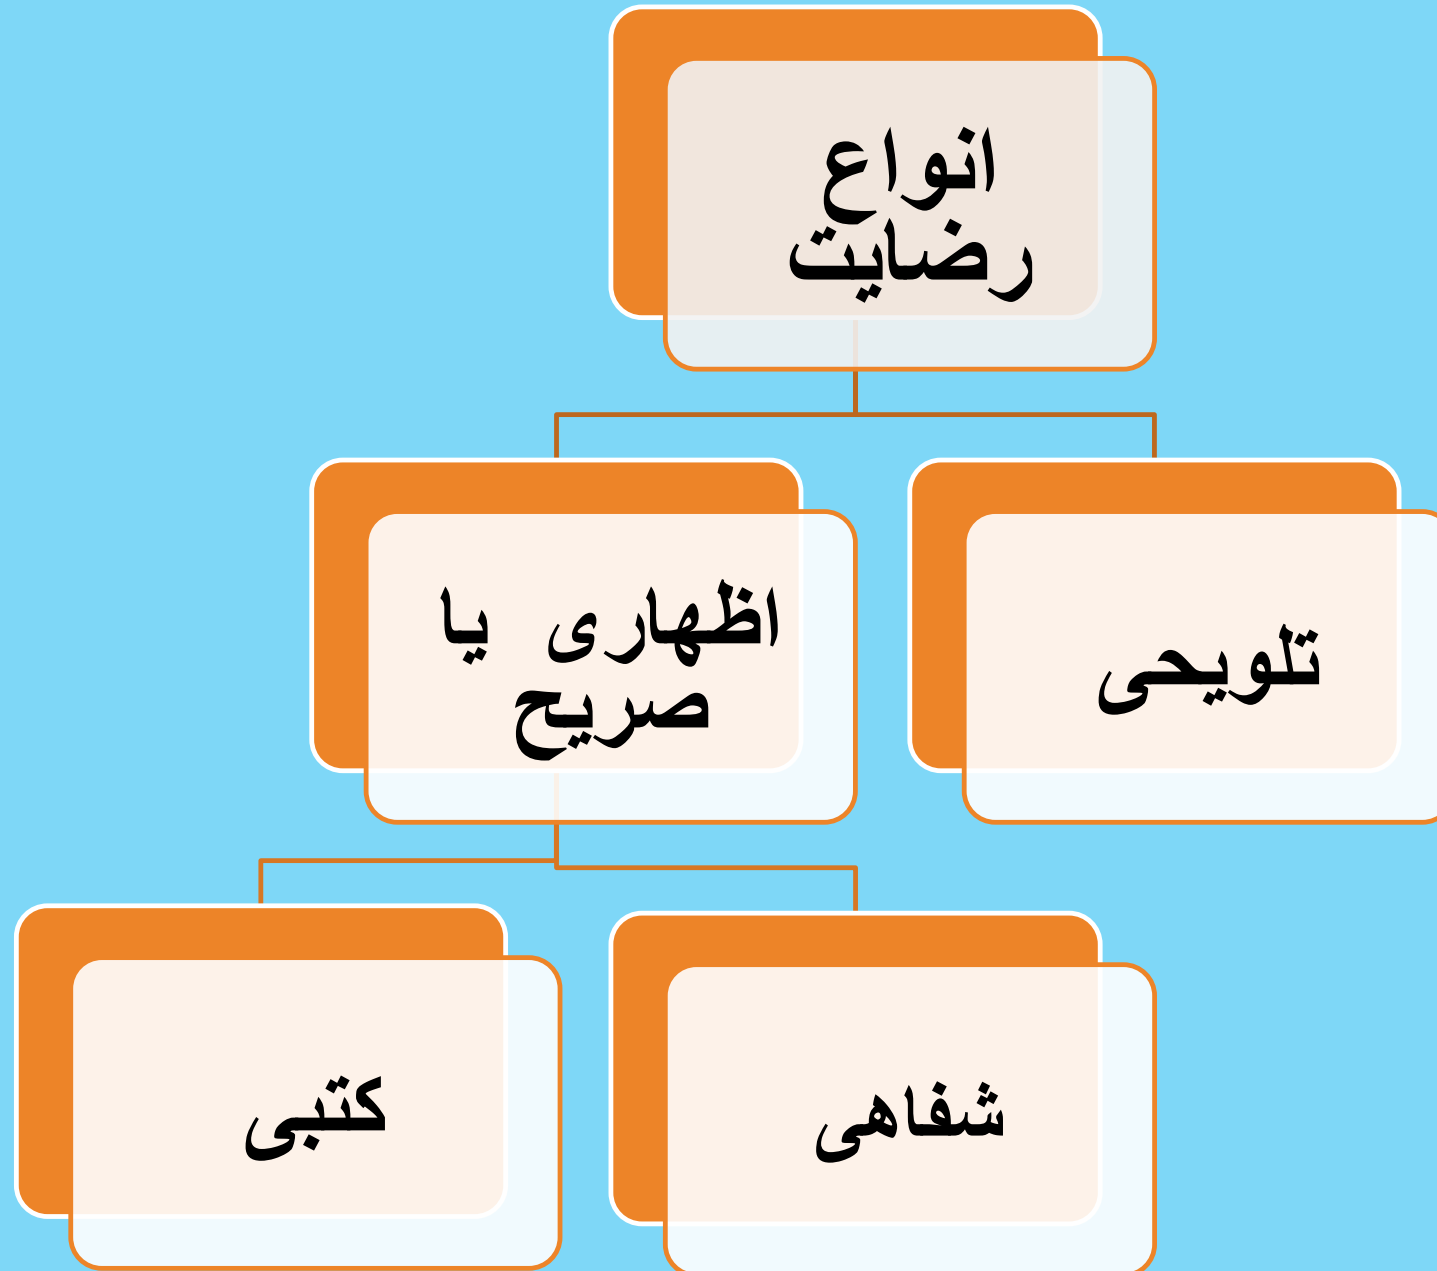 انواع
رضایت
تلویحی
اظهاری یا
صریح
شفاهی
کتبی